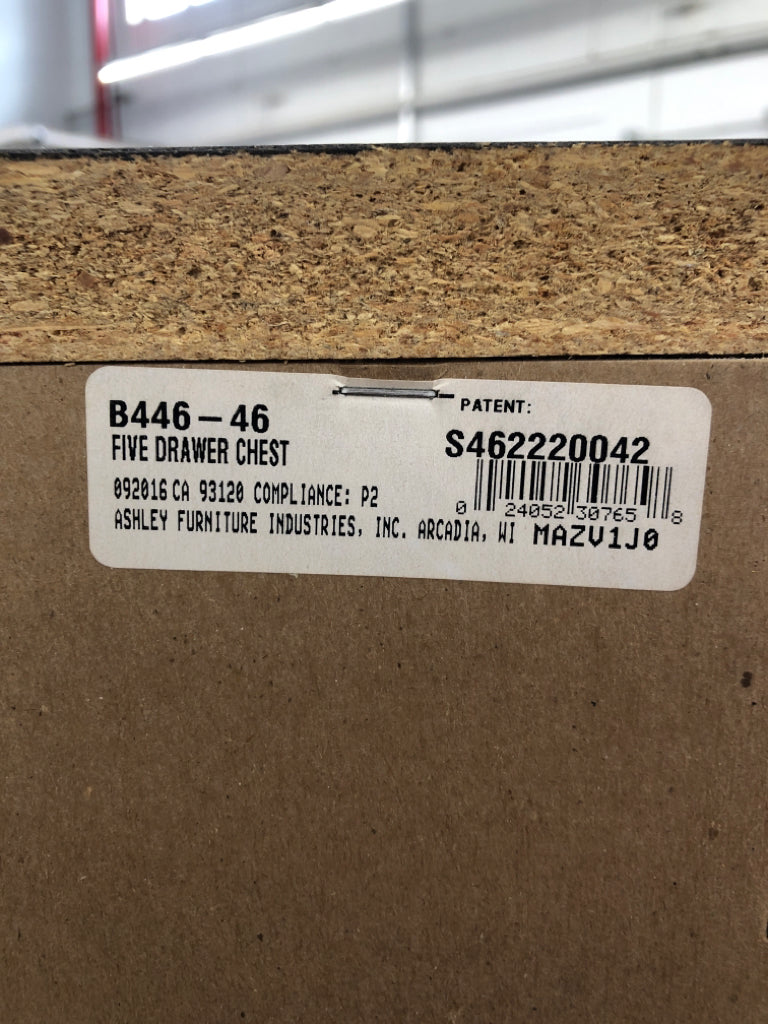 B446-46
FIVE DRAWER CHEST
092016 CA 93120 COMPLIANCE: P2
ASHLEY FURNITURE INDUSTRIES, INC. ARCADIA, WI
PATENT:
S462220042
0 24052 30765 8
MAZV1J0